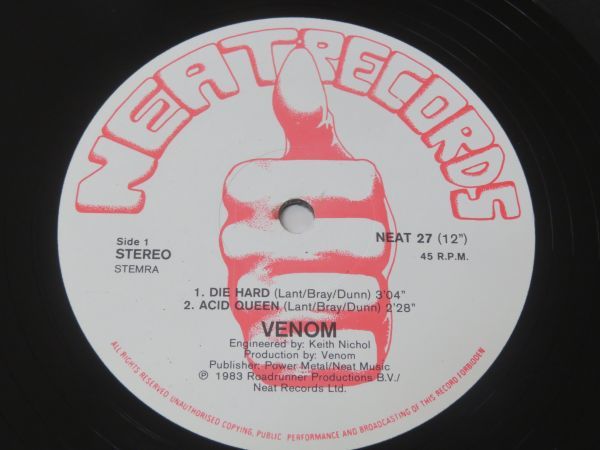 NEAT RECORDS
Side 1
STEREO
STEMRA
NEAT 27 (12")
45 R.P.M.
1. DIE HARD (Lant/Bray/Dunn) 3'04"
2. ACID QUEEN (Lant/Bray/Dunn) 2'28"
VENOM
Engineered by: Keith Nichol
Production by: Venom
Publisher: Power Metal/Neat Music
℗ 1983 Roadrunner Productions B.V./
Neat Records Ltd.
ALL RIGHTS RESERVED UNAUTHORISED COPYING, PUBLIC PERFORMANCE AND BROADCASTING OF THIS RECORD FORBIDDEN